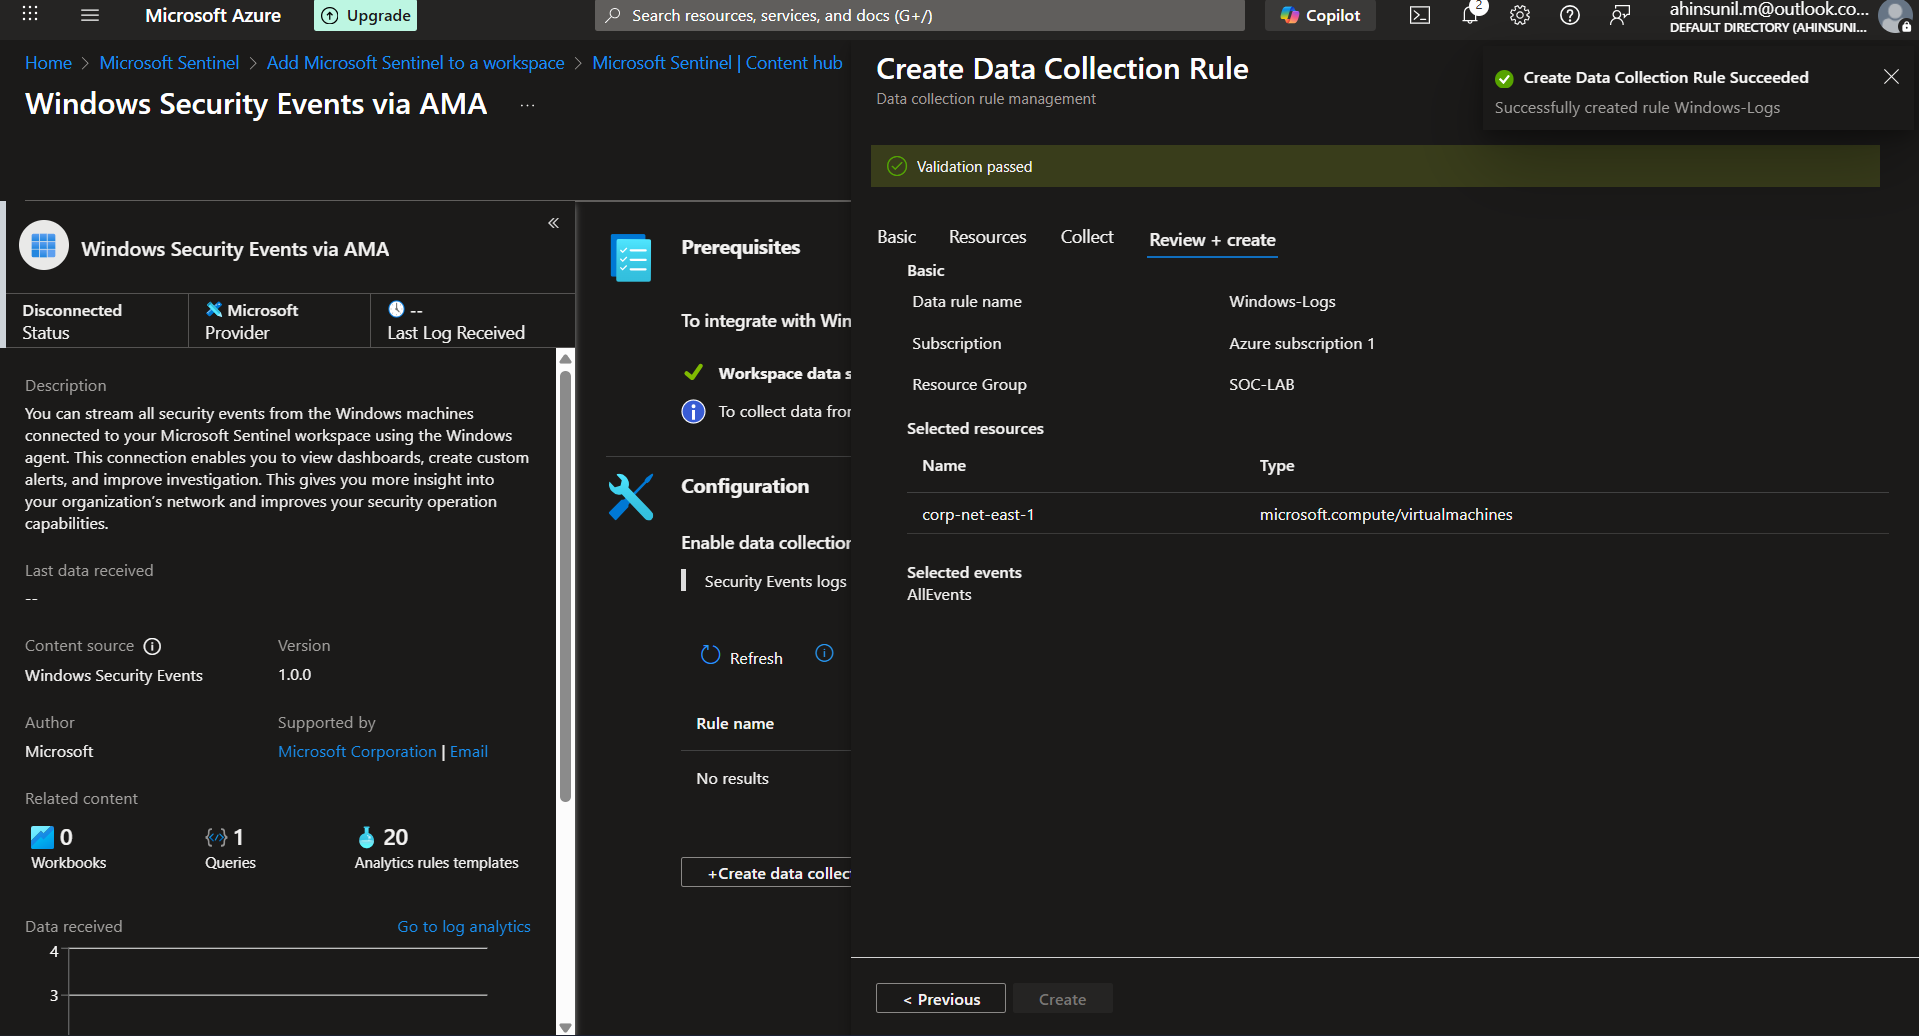 Microsoft Azure
Upgrade
Search resources, services, and docs (G+/)
Copilot
2
ahinsunil.m@outlook.co...
DEFAULT DIRECTORY (AHINSUNI...
Home > Microsoft Sentinel > Add Microsoft Sentinel to a workspace > Microsoft Sentinel | Content hub
Windows Security Events via AMA ...
Windows Security Events via AMA
Disconnected
Status
Microsoft
Provider
--
Last Log Received
Description
You can stream all security events from the Windows machines
connected to your Microsoft Sentinel workspace using the Windows
agent. This connection enables you to view dashboards, create custom
alerts, and improve investigation. This gives you more insight into
your organization’s network and improves your security operation
capabilities.
Last data received
--
Content source
Windows Security Events
Version
1.0.0
Author
Microsoft
Supported by
Microsoft Corporation | Email
Related content
0
Workbooks
1
Queries
20
Analytics rules templates
Data received
Go to log analytics
4
3
Prerequisites
To integrate with Win
Workspace data s
To collect data fror
Configuration
Enable data collection
Security Events logs
Refresh
Rule name
No results
+Create data collect
Create Data Collection Rule
Data collection rule management
Create Data Collection Rule Succeeded
Successfully created rule Windows-Logs
Validation passed
Basic
Resources
Collect
Review + create
Basic
Data rule name Windows-Logs
Subscription Azure subscription 1
Resource Group SOC-LAB
Selected resources
Name Type
corp-net-east-1 microsoft.compute/virtualmachines
Selected events
AllEvents
< Previous
Create